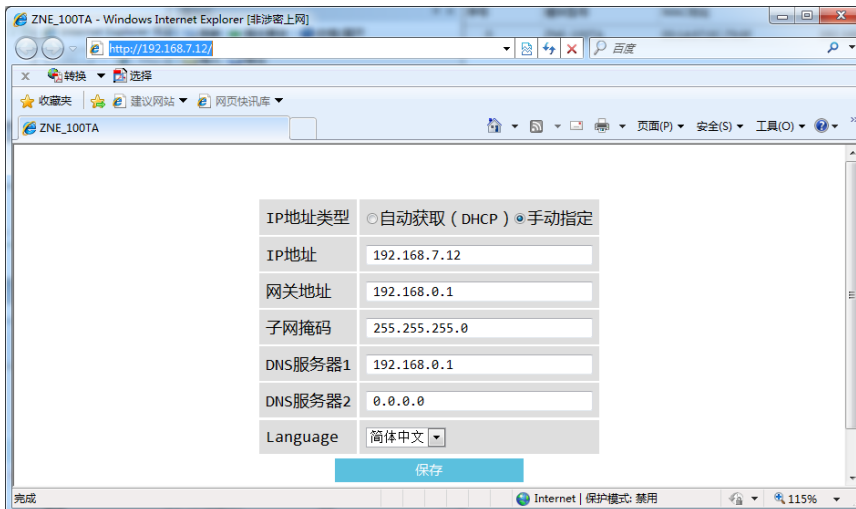 ZNE_100TA - Windows Internet Explorer [非涉密上网]
http://192.168.7.12/
百度
x 转换 ▼ 选择
收藏夹 建议网站 ▼ 网页快讯库 ▼
ZNE_100TA 页面(P) ▼ 安全(S) ▼ 工具(O) ▼
IP地址类型 自动获取（DHCP）手动指定
IP地址 192.168.7.12
网关地址 192.168.0.1
子网掩码 255.255.255.0
DNS服务器1 192.168.0.1
DNS服务器2 0.0.0.0
Language 简体中文
保存
完成 Internet | 保护模式: 禁用 115%